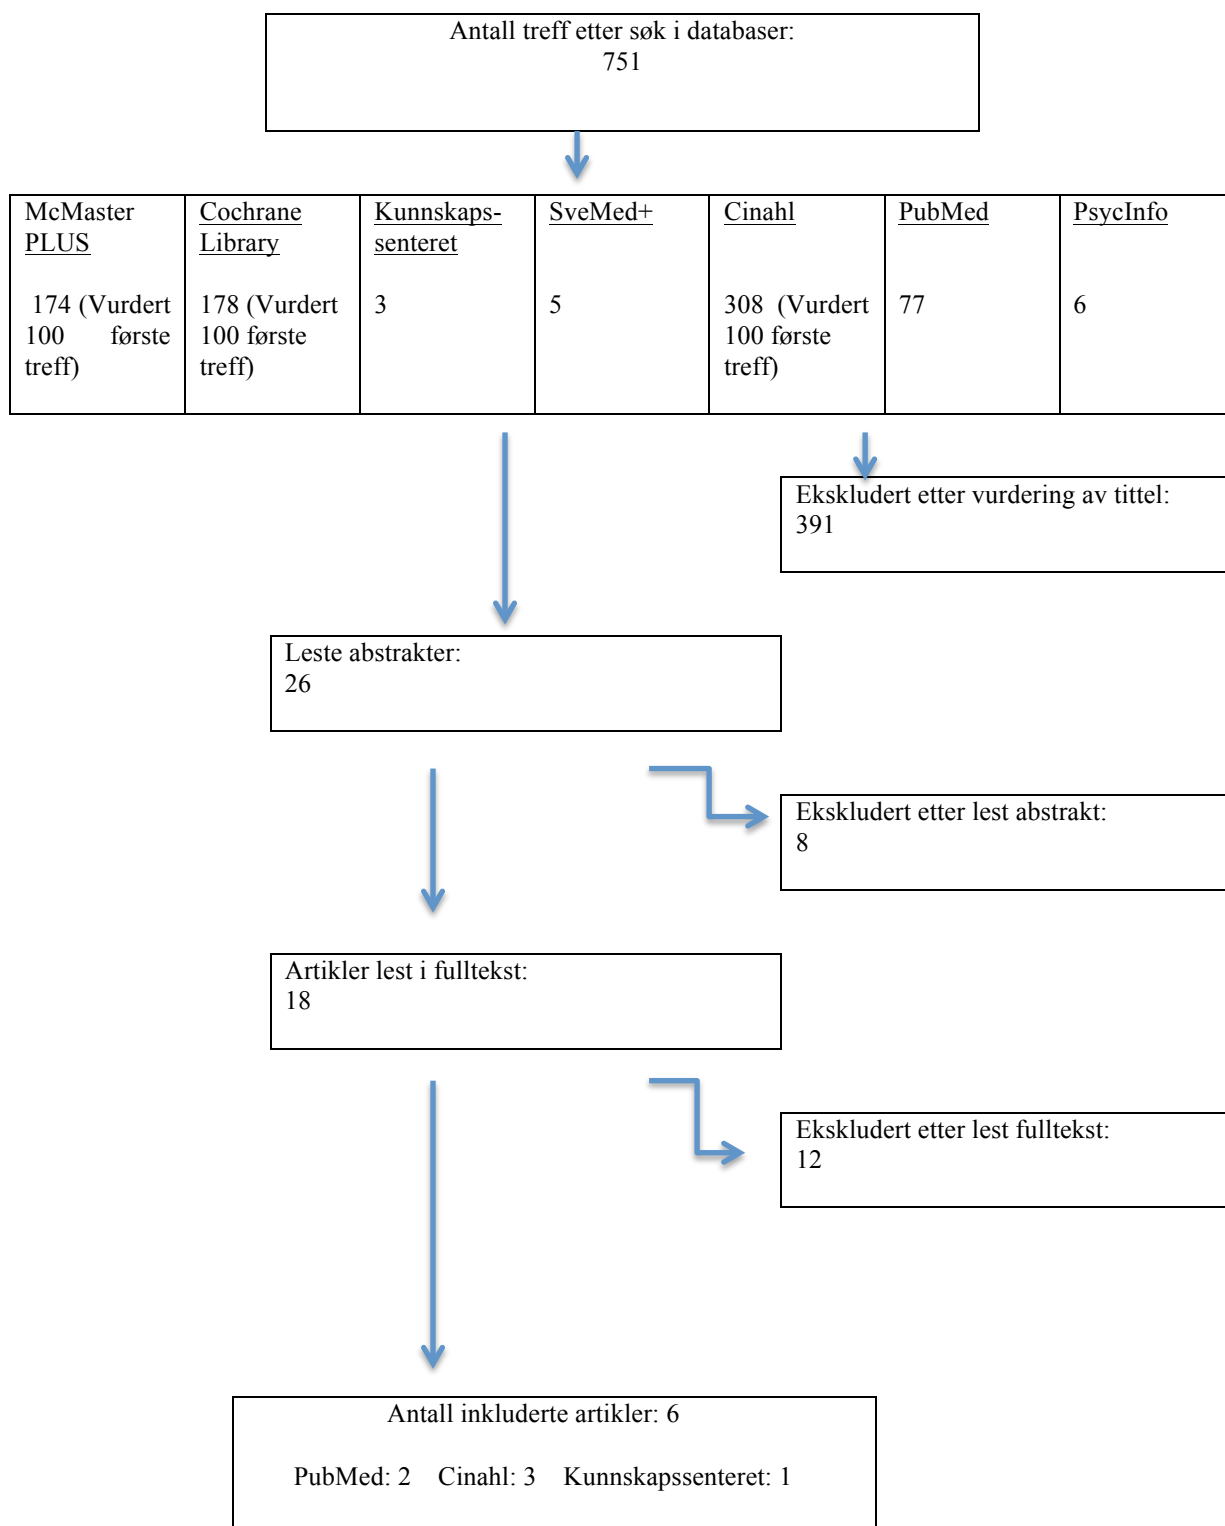 Antall treff etter søk i databaser:
751
McMaster
PLUS
174 (Vurdert
100 første
treff)
Cochrane
Library
178 (Vurdert
100 første
treff)
Kunnskaps-
senteret
3
SveMed+
5
Cinahl
308 (Vurdert
100 første
treff)
PubMed
77
PsycInfo
6
Ekskludert etter vurdering av tittel:
391
Leste abstrakter:
26
Ekskludert etter lest abstrakt:
8
Artikler lest i fulltekst:
18
Ekskludert etter lest fulltekst:
12
Antall inkluderte artikler: 6
PubMed: 2 Cinahl: 3 Kunnskapssenteret: 1